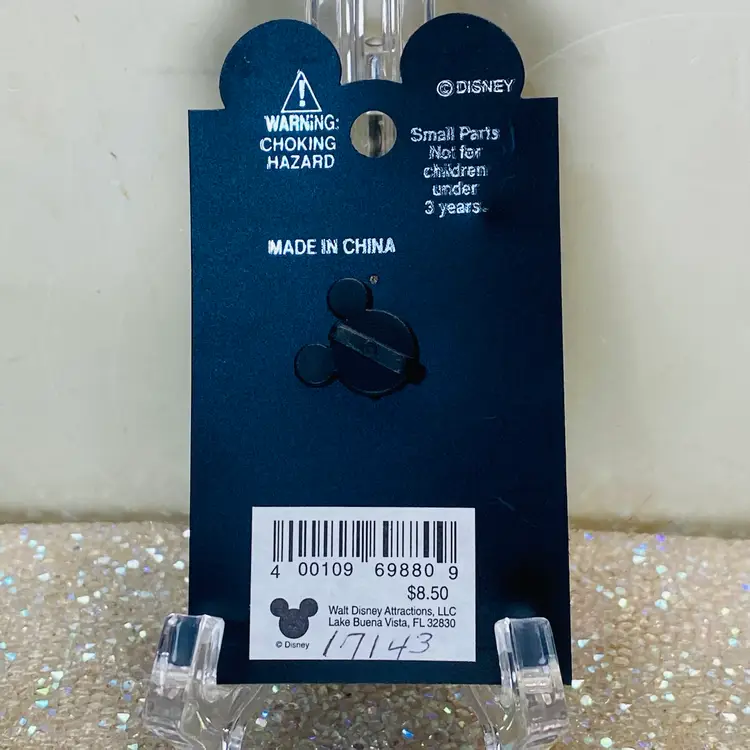 WARNING:
CHOKING
HAZARD
© DISNEY
Small Parts
Not for
children
under
3 years.
MADE IN CHINA
4 00109 69880 9
$8.50
Walt Disney Attractions, LLC
Lake Buena Vista, FL 32830
© Disney
17143